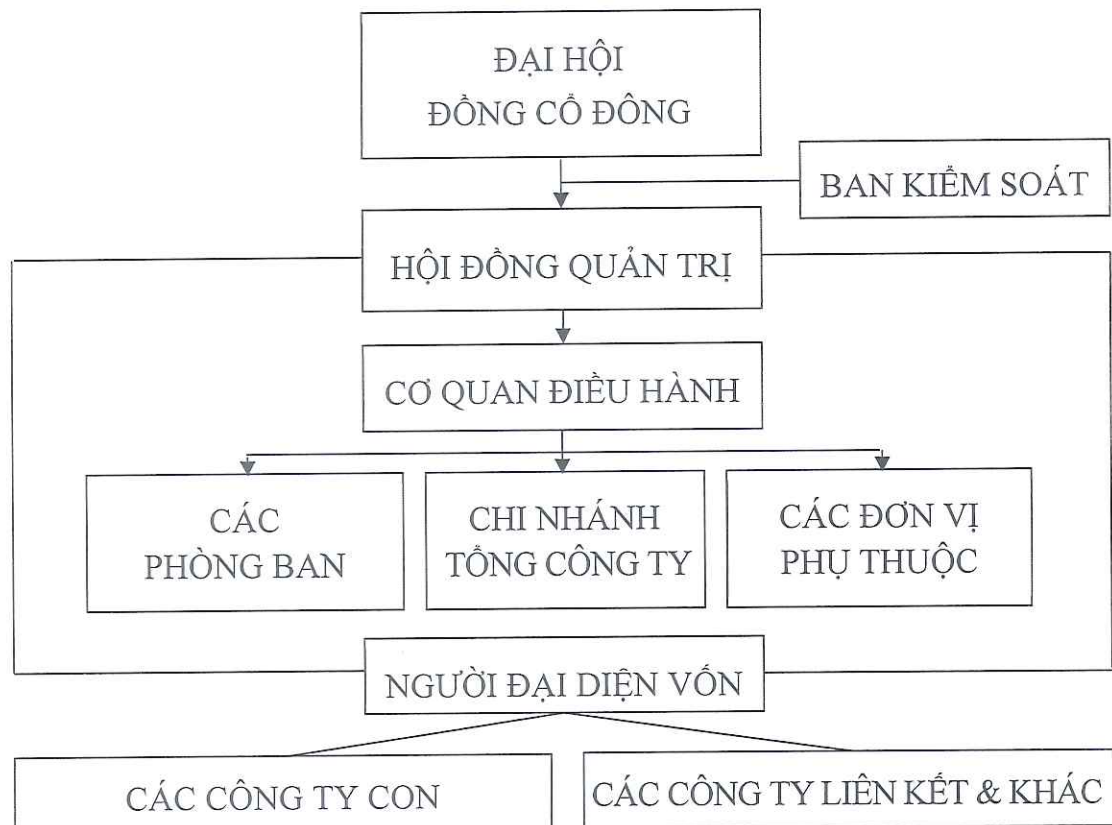 ĐẠI HỘI
ĐỒNG CỔ ĐÔNG
BAN KIỂM SOÁT
HỘI ĐỒNG QUẢN TRỊ
CƠ QUAN ĐIỀU HÀNH
CÁC
PHÒNG BAN
CHI NHÁNH
TỔNG CÔNG TY
CÁC ĐƠN VỊ
PHỤ THUỘC
NGƯỜI ĐẠI DIỆN VỐN
CÁC CÔNG TY CON
CÁC CÔNG TY LIÊN KẾT & KHÁC